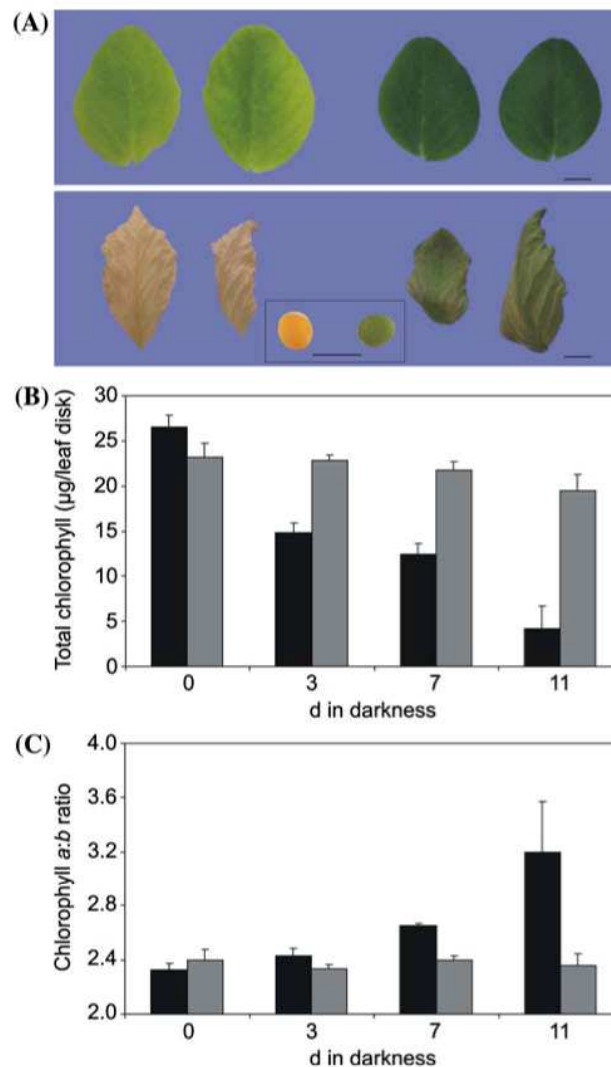 (A)
(B)
Total chlorophyll (µg/leaf disk)
30
25
20
15
10
5
0
0 3 7 11
d in darkness
(C)
Chlorophyll a:b ratio
4.0
3.6
3.2
2.8
2.4
2.0
0 3 7 11
d in darkness